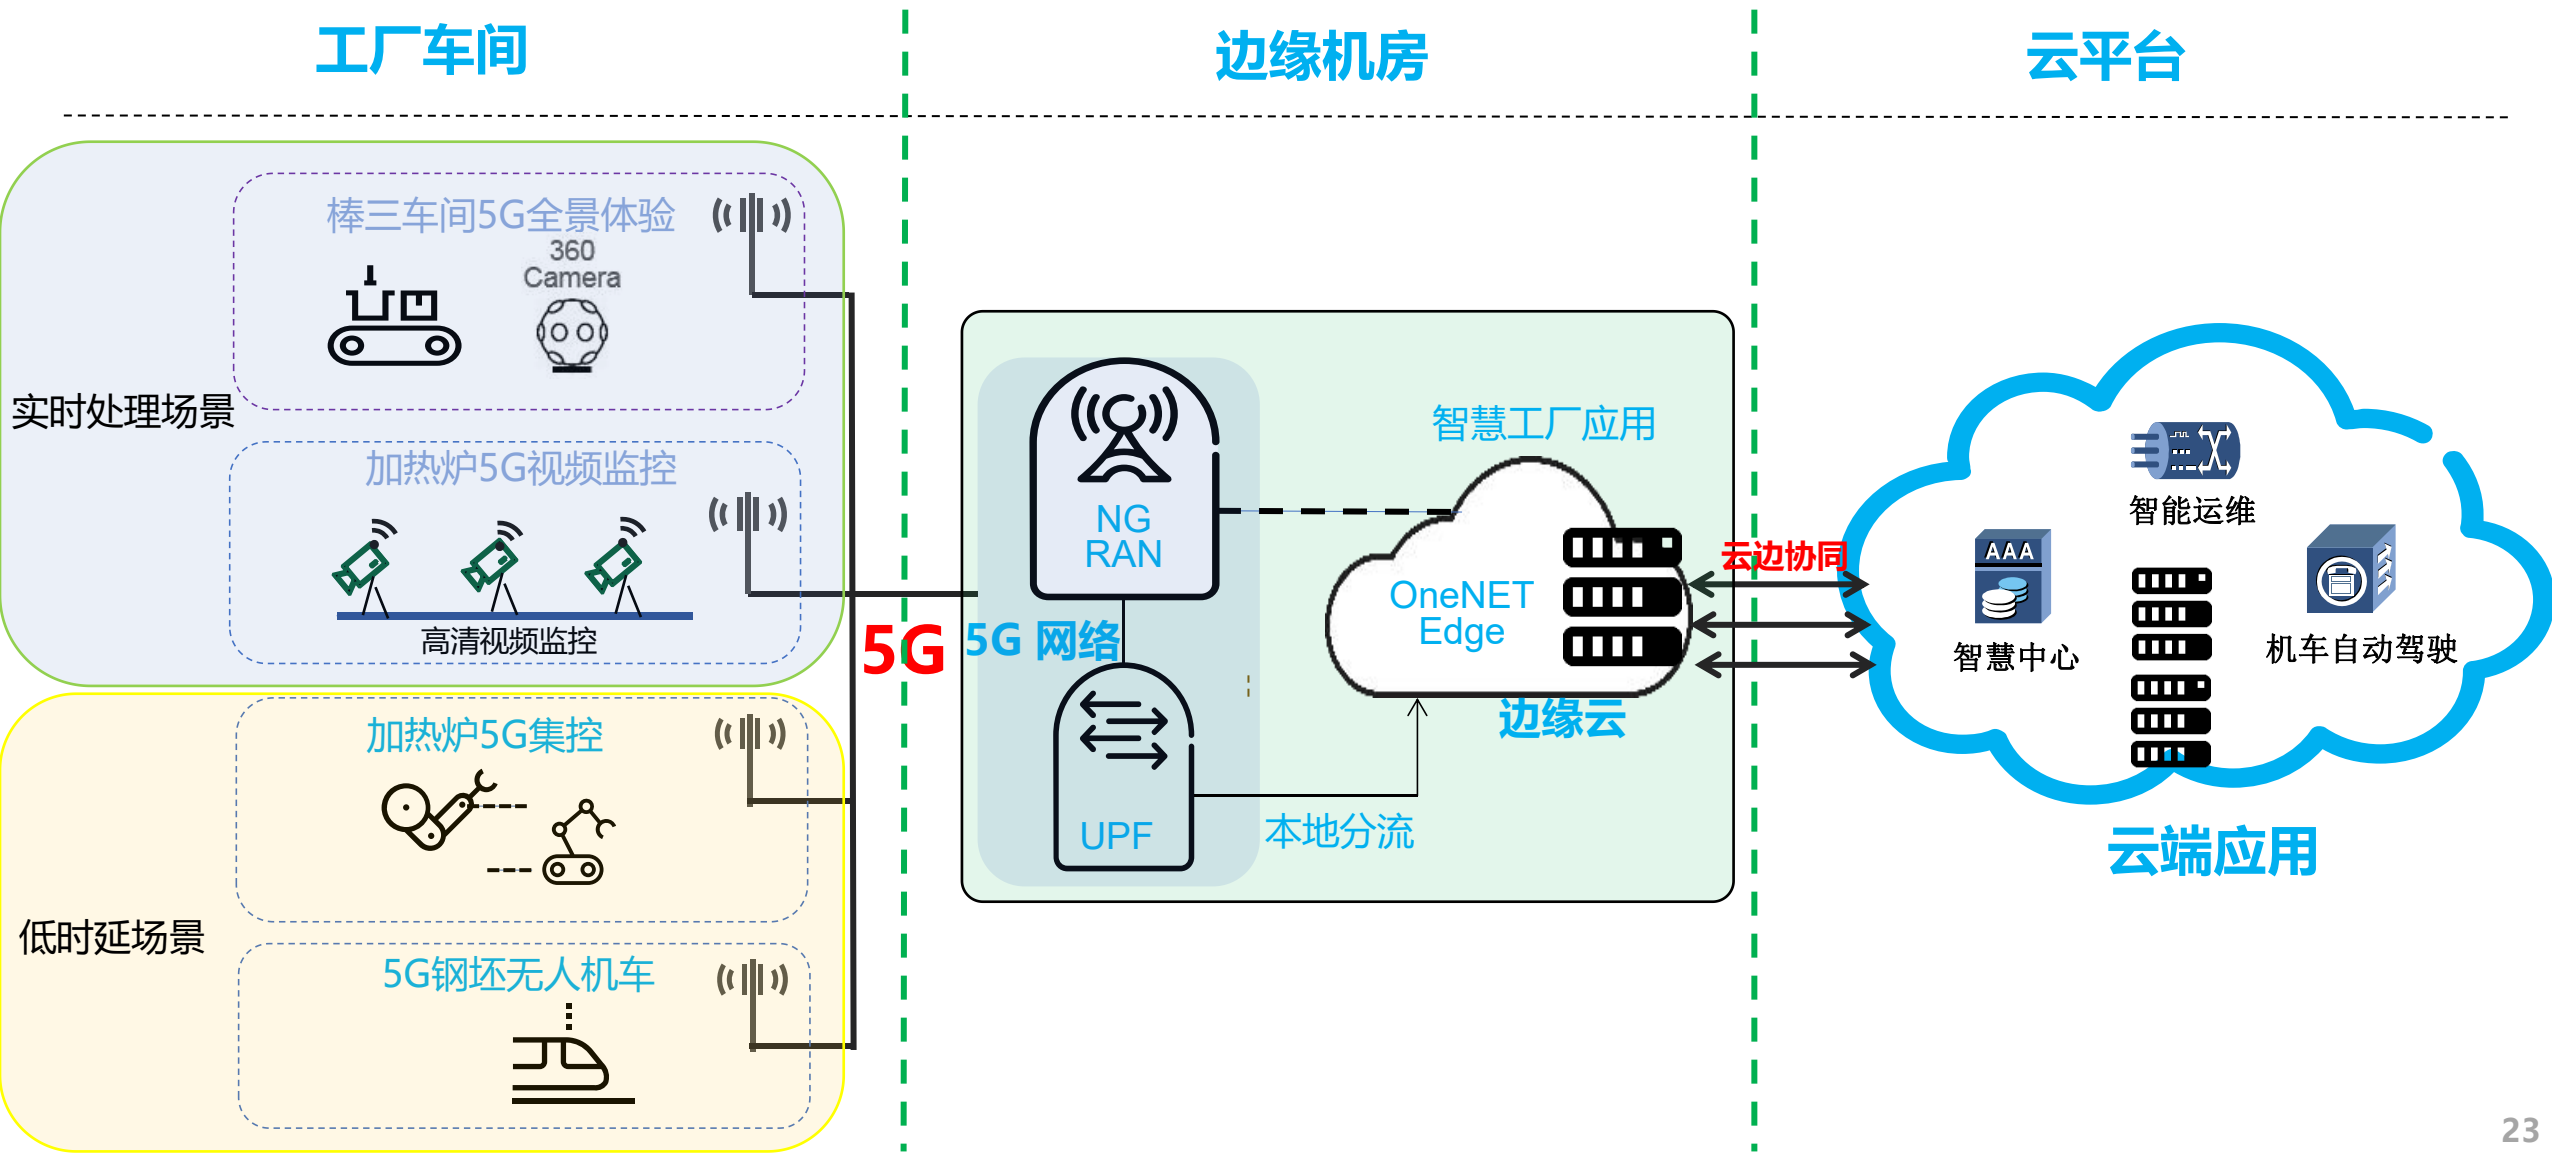 工厂车间
边缘机房
云平台
棒三车间5G全景体验
360
Camera
实时处理场景
加热炉5G视频监控
高清视频监控
加热炉5G集控
低时延场景
5G钢坯无人机车
5G
5G 网络
NG
RAN
UPF
本地分流
智慧工厂应用
OneNET
Edge
边缘云
云边协同
智能运维
AAA
智慧中心
机车自动驾驶
云端应用
23